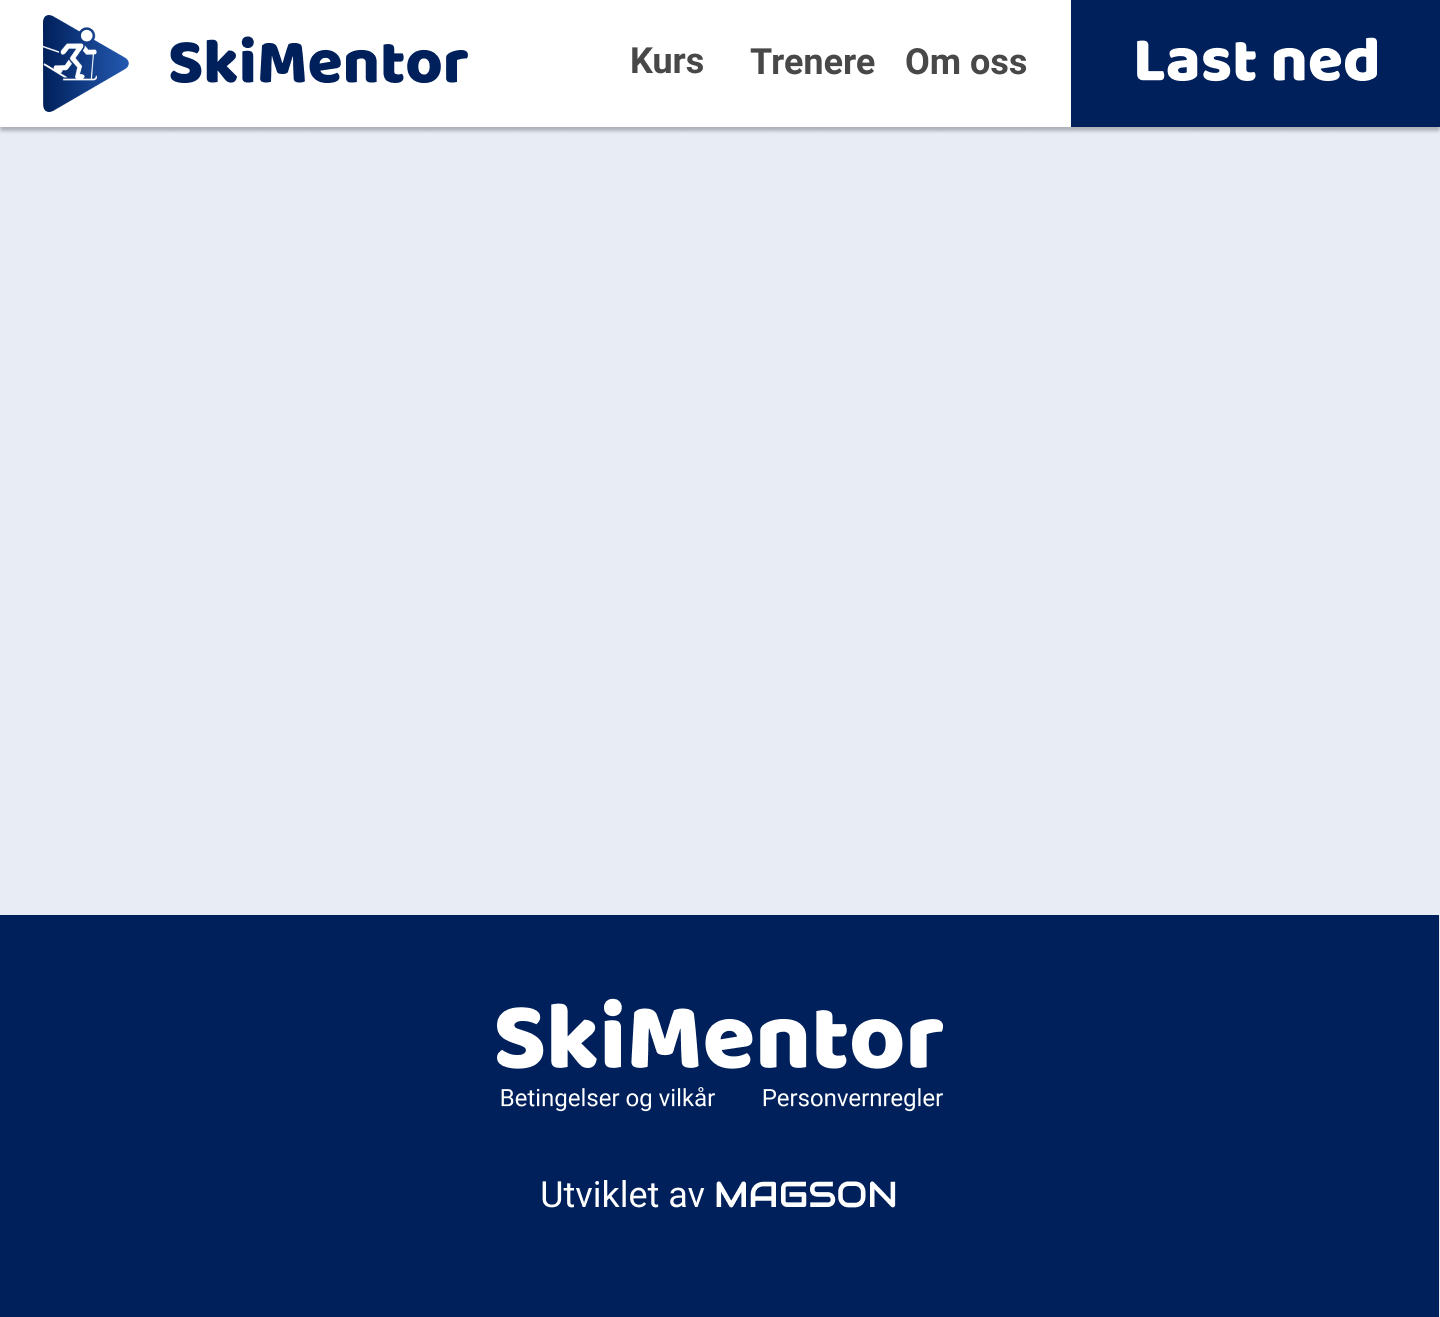 SkiMentor Kurs Trenere Om oss Last ned
SkiMentor
Betingelser og vilkår Personvernregler
Utviklet av MAGSON